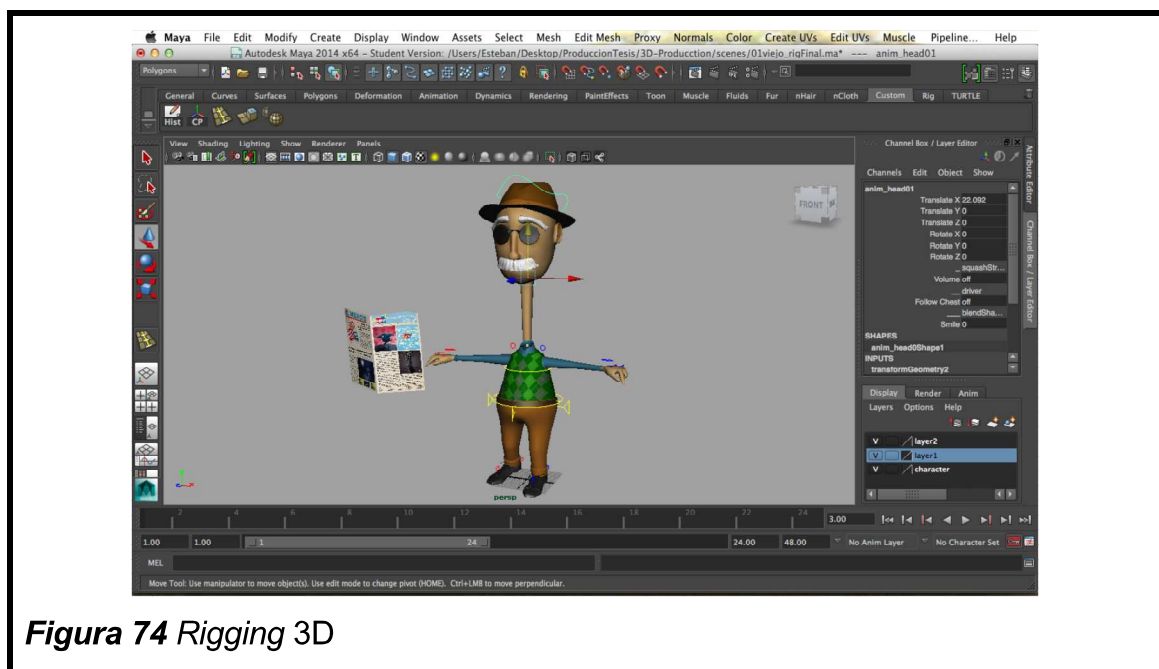 Maya File Edit Modify Create Display Window Assets Select Mesh Edit Mesh Proxy Normals Color Create UVs Edit UVs Muscle Pipeline... Help
Autodesk Maya 2014 x64 – Student Version: /Users/Esteban/Desktop/ProduccionTesis/3D-Producction/scenes/01viejo_rigFinal.ma* --- anim_head01
Polygons
General Curves Surfaces Polygons Deformation Animation Dynamics Rendering PaintEffects Toon Muscle Fluids Fur nHair nCloth Custom Rig TURTLE
Hist CP
View Shading Lighting Show Renderer Panels
Channel Box / Layer Editor
Channels Edit Object Show
anim_head01
Translate X 22.092
Translate Y 0
Translate Z 0
Rotate X 0
Rotate Y 0
Rotate Z 0
_ squashStr...
Volume off
__ driver
Follow Chest off
___ blendSha...
Smile 0
SHAPES
anim_head0Shape1
INPUTS
transformGeometry2
Attribute Editor
Channel Box / Layer Editor
FRONT
persp
Display Render Anim
Layers Options Help
V layer2
V layer1
V character
2 4 6 8 10 12 14 16 18 20 22 24 3.00
1.00 1.00 1 24 24.00 48.00 No Anim Layer No Character Set
MEL
Move Tool: Use manipulator to move object(s). Use edit mode to change pivot (HOME). Ctrl+LMB to move perpendicular.
Figura 74 Rigging 3D